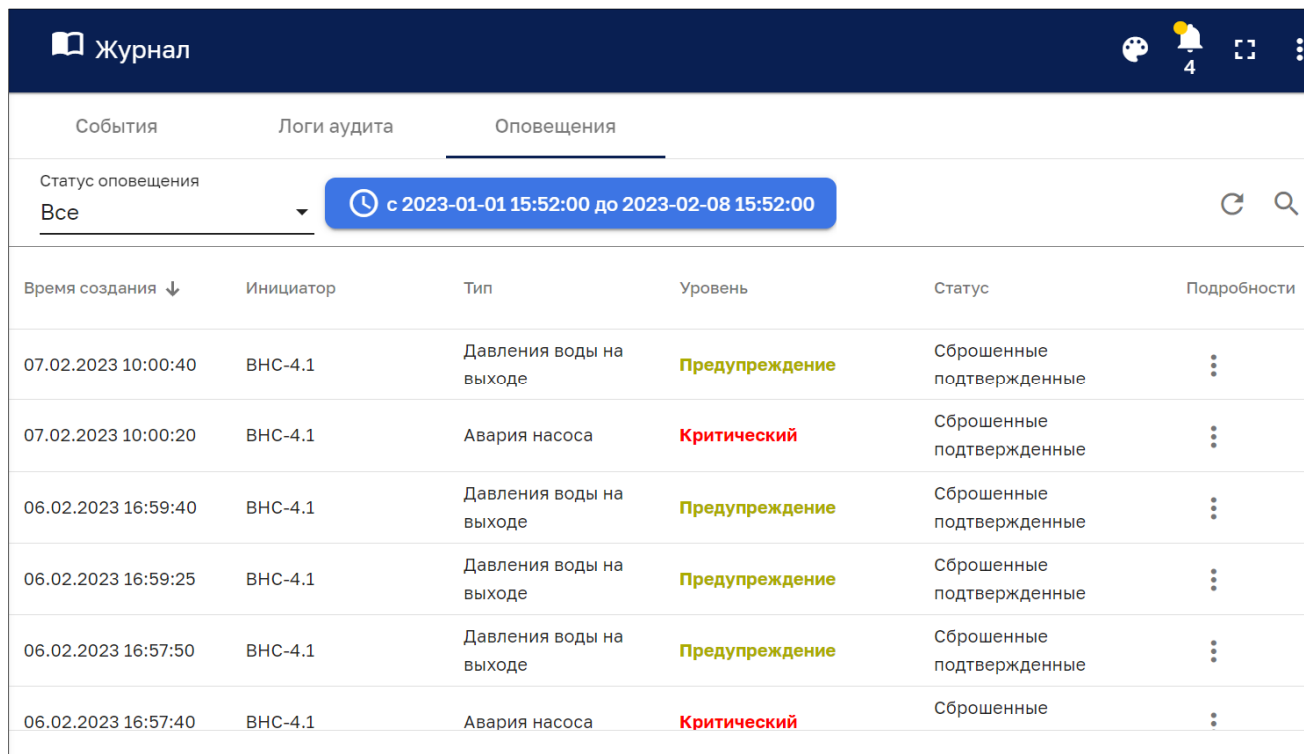 Журнал
4
События Логи аудита Оповещения
Статус оповещения
Все
с 2023-01-01 15:52:00 до 2023-02-08 15:52:00
Время создания Инициатор Тип Уровень Статус Подробности
07.02.2023 10:00:40 ВНС-4.1 Давления воды на выходе Предупреждение Сброшенные подтвержденные
07.02.2023 10:00:20 ВНС-4.1 Авария насоса Критический Сброшенные подтвержденные
06.02.2023 16:59:40 ВНС-4.1 Давления воды на выходе Предупреждение Сброшенные подтвержденные
06.02.2023 16:59:25 ВНС-4.1 Давления воды на выходе Предупреждение Сброшенные подтвержденные
06.02.2023 16:57:50 ВНС-4.1 Давления воды на выходе Предупреждение Сброшенные подтвержденные
06.02.2023 16:57:40 ВНС-4.1 Авария насоса Критический Сброшенные